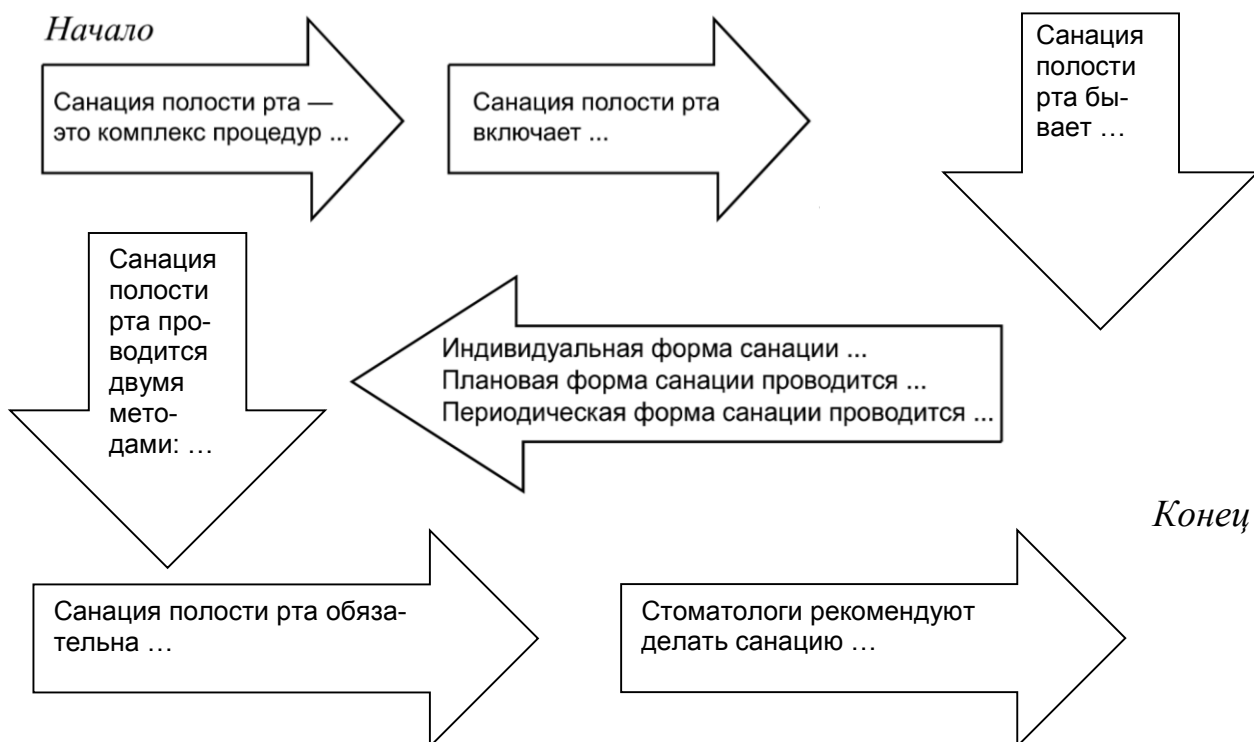 Начало
Санация полости рта —
это комплекс процедур ...
Санация полости рта
включает ...
Санация
полости
рта бы-
вает …
Индивидуальная форма санации ...
Плановая форма санации проводится ...
Периодическая форма санации проводится ...
Санация
полости
рта про-
водится
двумя
мето-
дами: …
Санация полости рта обяза-
тельна …
Стоматологи рекомендуют
делать санацию …
Конец